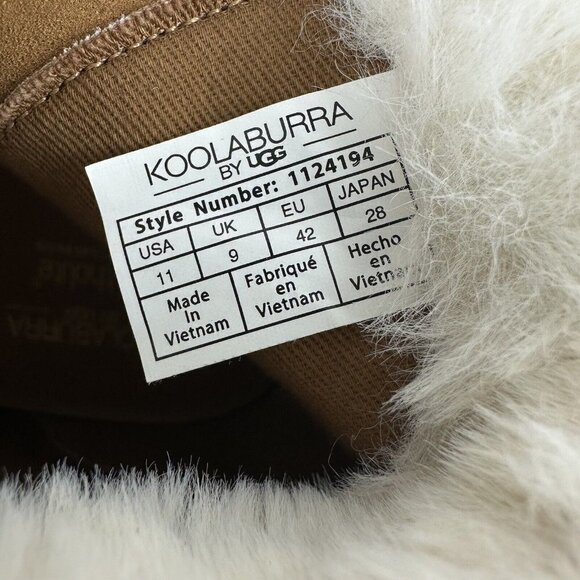 KOOLABURRA
BY UGG
Style Number: 1124194
USA UK EU JAPAN
11 9 42 28
Made In Vietnam
Fabriqué en Vietnam
Hecho en Vietnam